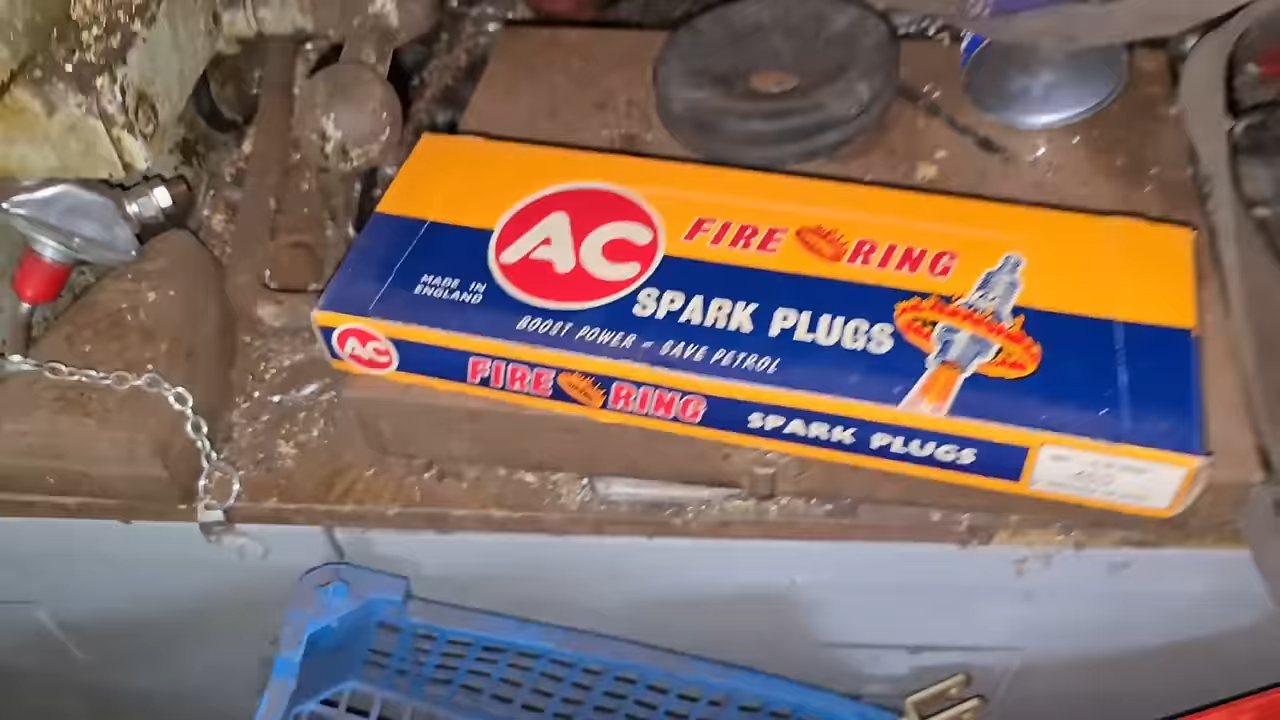 AC
FIRE RING
MADE IN
ENGLAND
SPARK PLUGS
BOOST POWER - SAVE PETROL
AC
FIRE RING
SPARK PLUGS